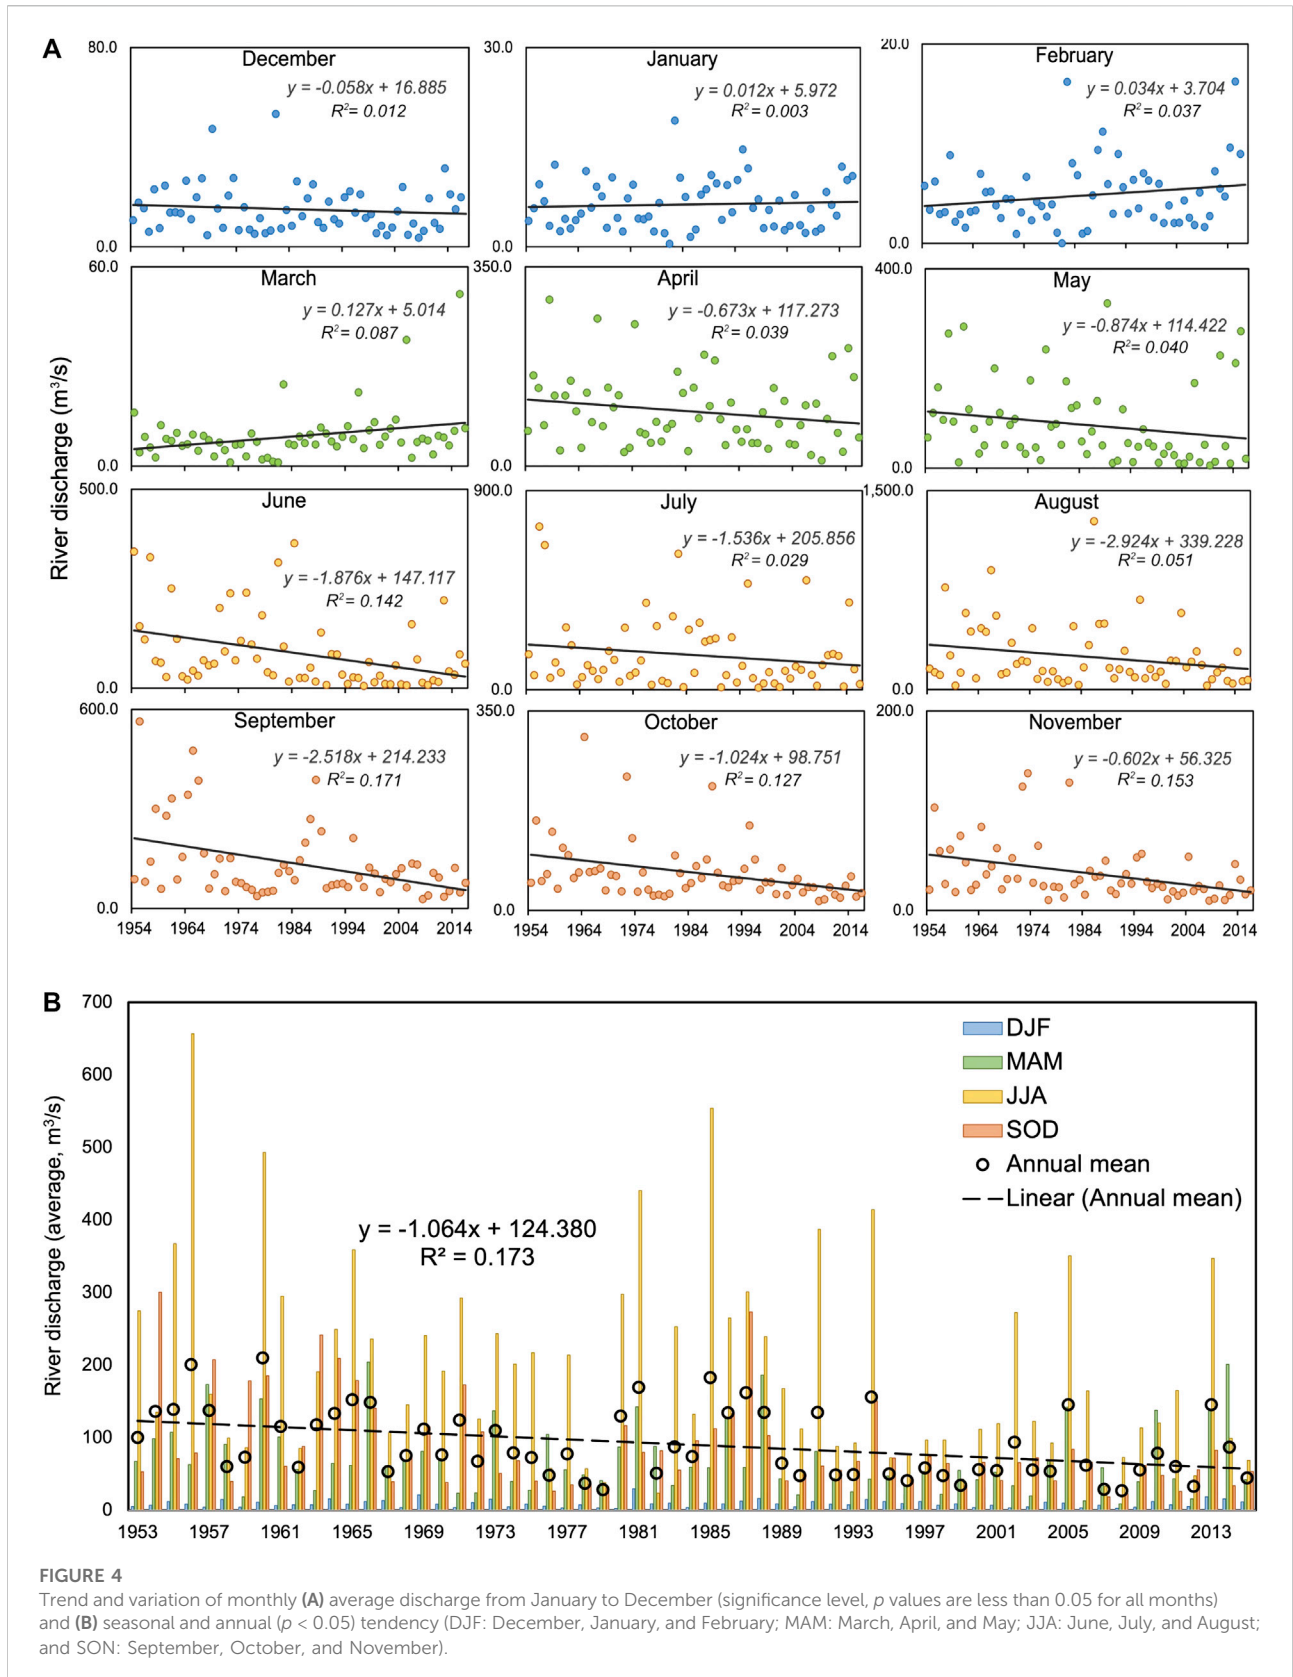 A
80.0
December
y = -0.058x + 16.885
R² = 0.012
0.0
30.0
January
y = 0.012x + 5.972
R² = 0.003
0.0
20.0
February
y = 0.034x + 3.704
R² = 0.037
0.0
River discharge (m³/s)
60.0
March
y = 0.127x + 5.014
R² = 0.087
0.0
350.0
April
y = -0.673x + 117.273
R² = 0.039
0.0
400.0
May
y = -0.874x + 114.422
R² = 0.040
0.0
500.0
June
y = -1.876x + 147.117
R² = 0.142
0.0
900.0
July
y = -1.536x + 205.856
R² = 0.029
0.0
1,500.0
August
y = -2.924x + 339.228
R² = 0.051
0.0
600.0
September
y = -2.518x + 214.233
R² = 0.171
0.0
1954 1964 1974 1984 1994 2004 2014
350.0
October
y = -1.024x + 98.751
R² = 0.127
0.0
1954 1964 1974 1984 1994 2004 2014
200.0
November
y = -0.602x + 56.325
R² = 0.153
0.0
1954 1964 1974 1984 1994 2004 2014
B
River discharge (average, m³/s)
700
600
500
400
300
200
100
0
DJF
MAM
JJA
SOD
Annual mean
Linear (Annual mean)
y = -1.064x + 124.380
R² = 0.173
1953 1957 1961 1965 1969 1973 1977 1981 1985 1989 1993 1997 2001 2005 2009 2013
FIGURE 4
Trend and variation of monthly (A) average discharge from January to December (significance level, p values are less than 0.05 for all months)
and (B) seasonal and annual (p < 0.05) tendency (DJF: December, January, and February; MAM: March, April, and May; JJA: June, July, and August;
and SON: September, October, and November).